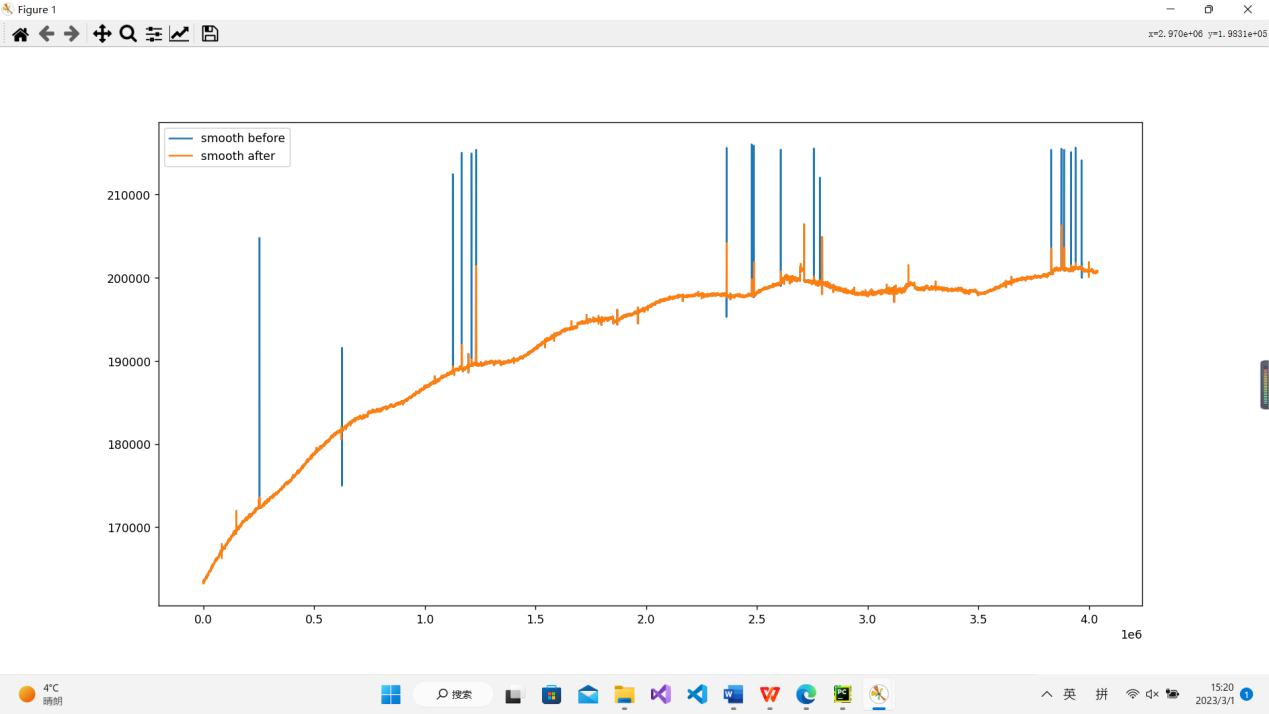 Figure 1
x=2.970e+06 y=1.9831e+05
smooth before
smooth after
210000
200000
190000
180000
170000
0.0 0.5 1.0 1.5 2.0 2.5 3.0 3.5 4.0
1e6
4°C
晴朗
搜索
PC
英 拼
15:20
2023/3/1
1